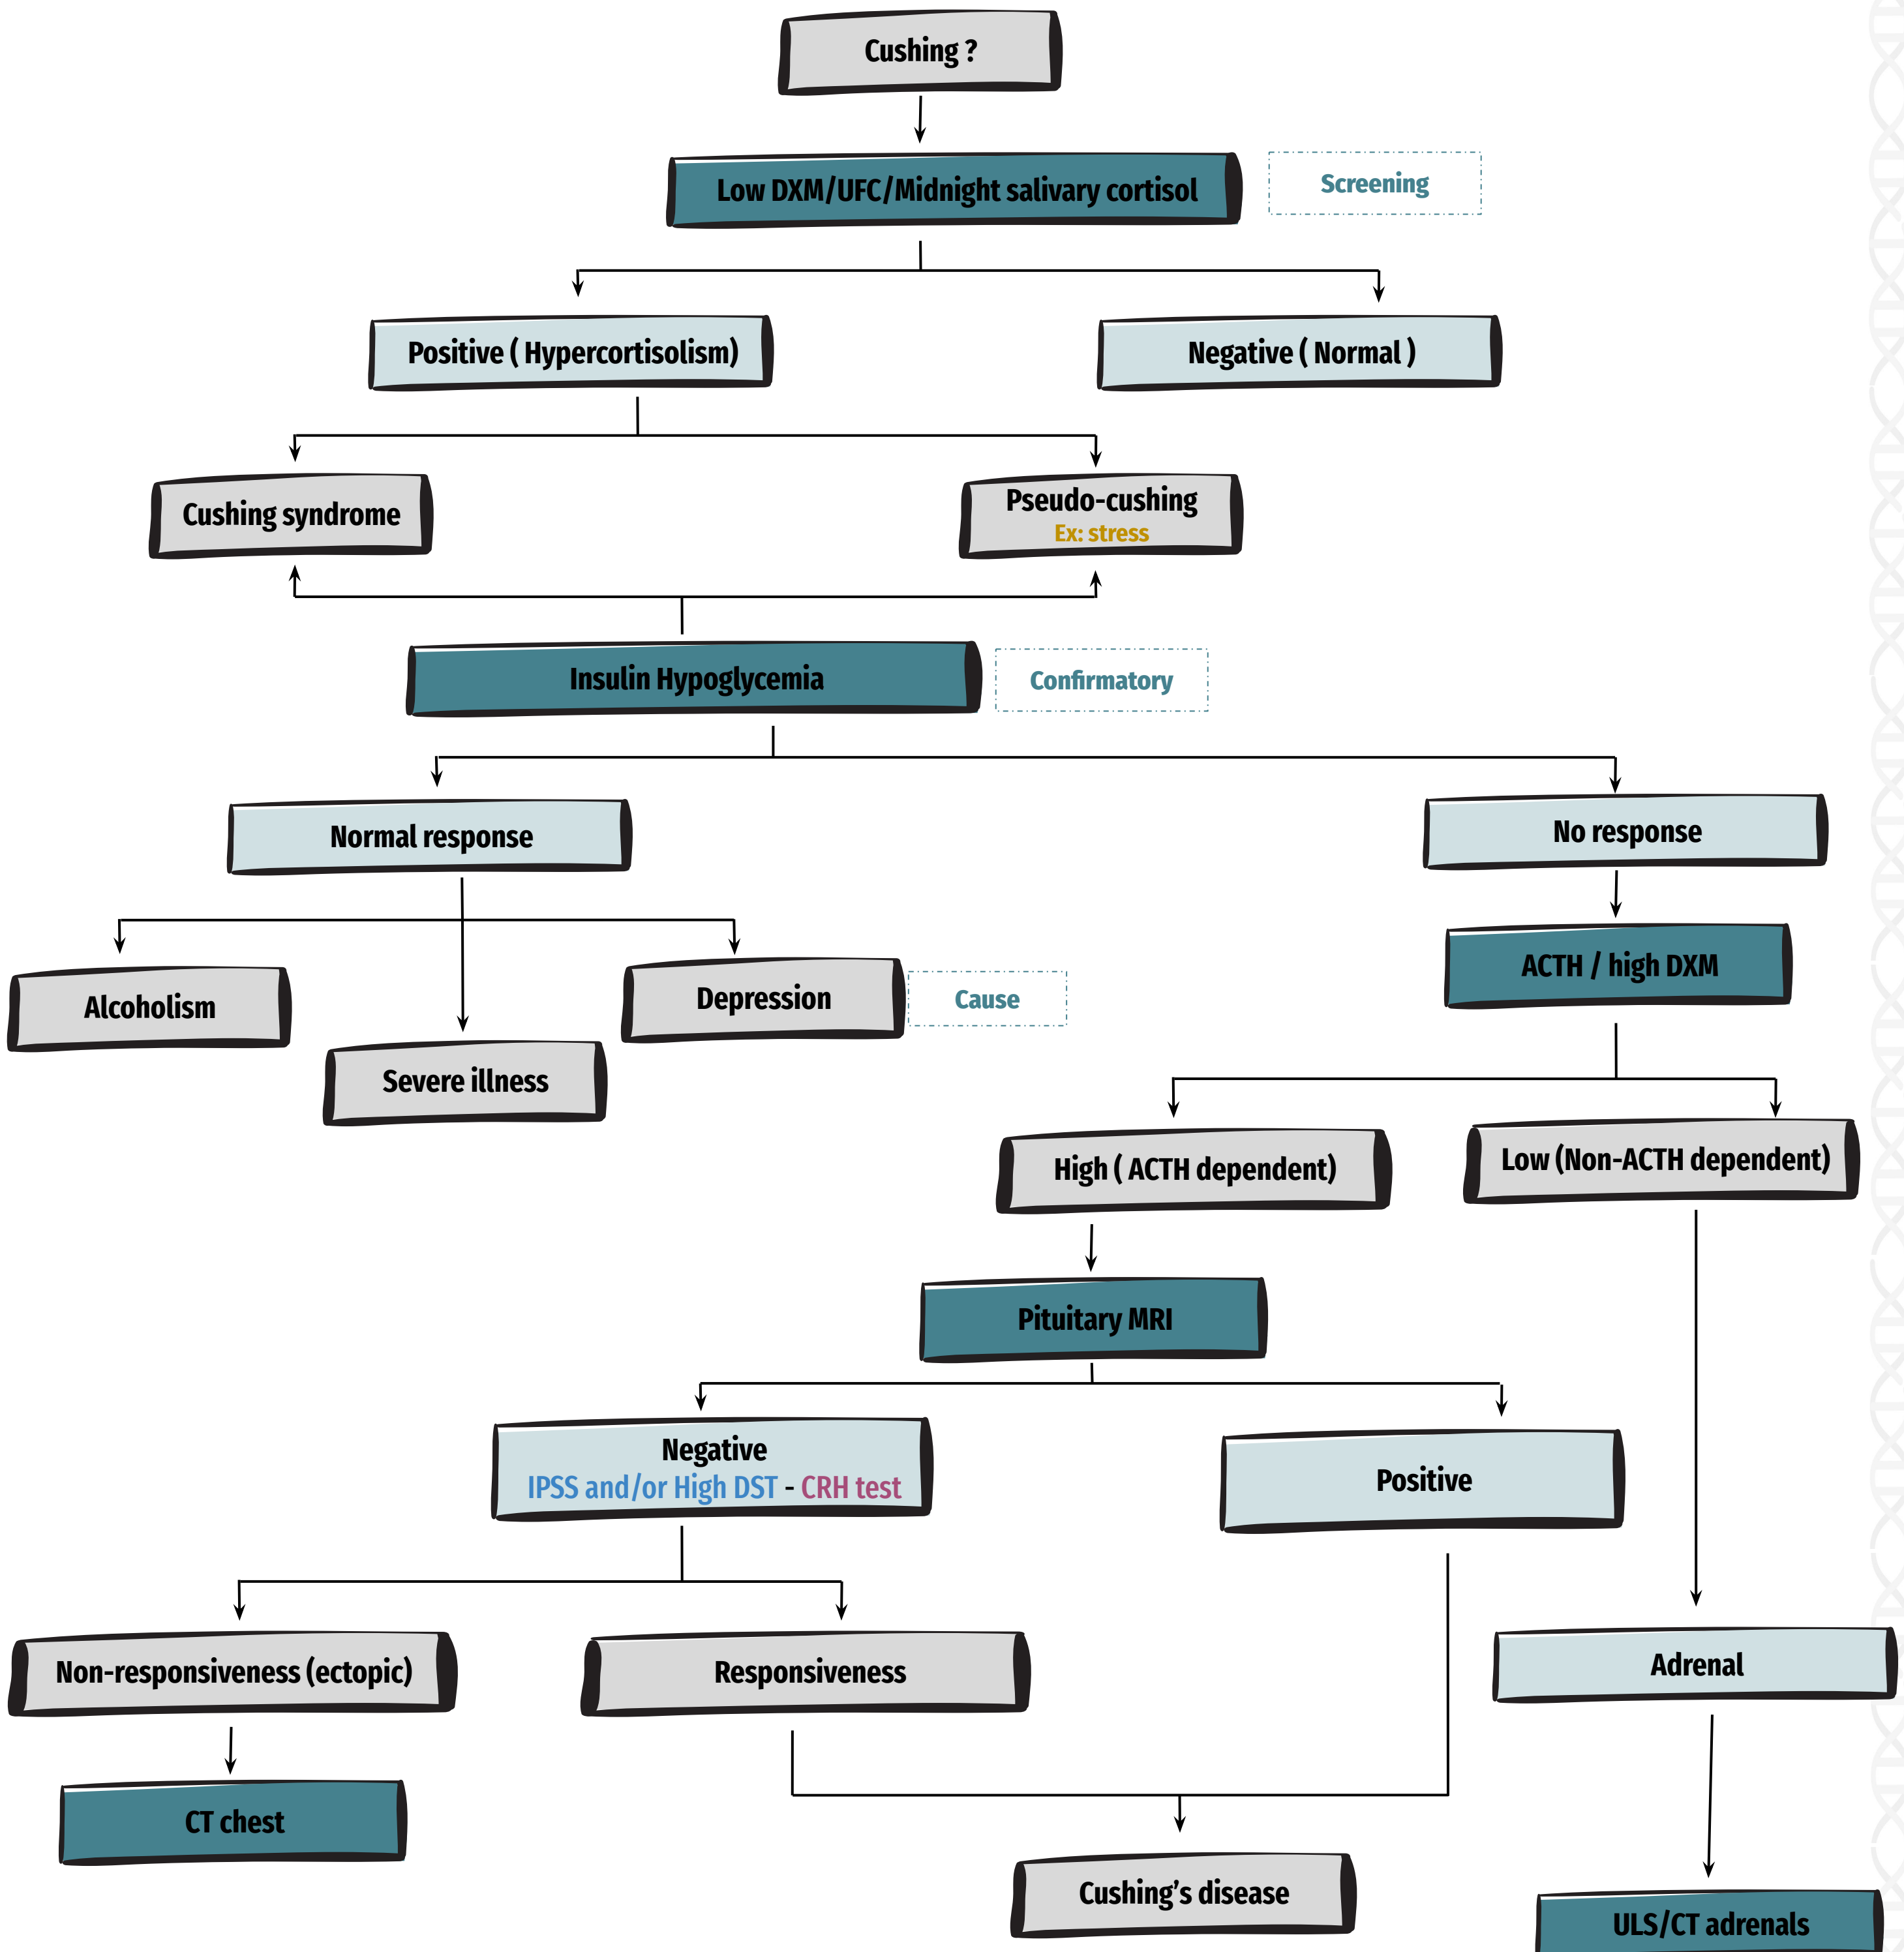 Cushing ?
Low DXM/UFC/Midnight salivary cortisol
Screening
Positive ( Hypercortisolism)
Negative ( Normal )
Cushing syndrome
Pseudo-cushing
Ex: stress
Insulin Hypoglycemia
Confirmatory
Normal response
No response
Alcoholism
Severe illness
Depression
Cause
ACTH / high DXM
High ( ACTH dependent)
Low (Non-ACTH dependent)
Pituitary MRI
Negative
IPSS and/or High DST - CRH test
Positive
Non-responsiveness (ectopic)
Responsiveness
Adrenal
CT chest
Cushing’s disease
ULS/CT adrenals